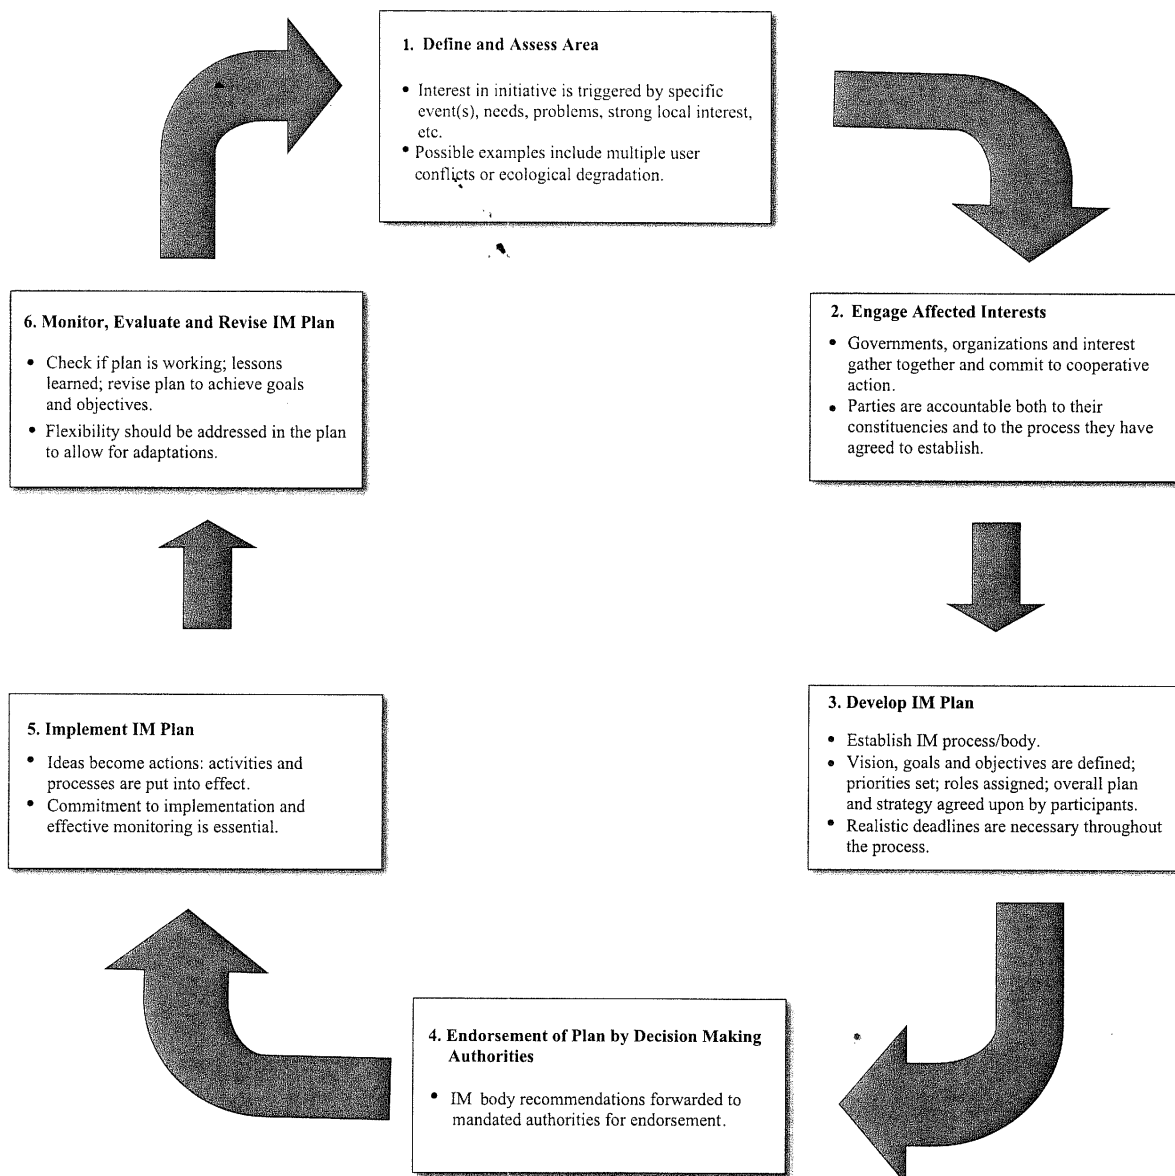 1. Define and Assess Area
• Interest in initiative is triggered by specific
event(s), needs, problems, strong local interest,
etc.
• Possible examples include multiple user
conflicts or ecological degradation.
2. Engage Affected Interests
• Governments, organizations and interest
gather together and commit to cooperative
action.
• Parties are accountable both to their
constituencies and to the process they have
agreed to establish.
3. Develop IM Plan
• Establish IM process/body.
• Vision, goals and objectives are defined;
priorities set; roles assigned; overall plan
and strategy agreed upon by participants.
• Realistic deadlines are necessary throughout
the process.
4. Endorsement of Plan by Decision Making
Authorities
• IM body recommendations forwarded to
mandated authorities for endorsement.
5. Implement IM Plan
• Ideas become actions: activities and
processes are put into effect.
• Commitment to implementation and
effective monitoring is essential.
6. Monitor, Evaluate and Revise IM Plan
• Check if plan is working; lessons
learned; revise plan to achieve goals
and objectives.
• Flexibility should be addressed in the plan
to allow for adaptations.